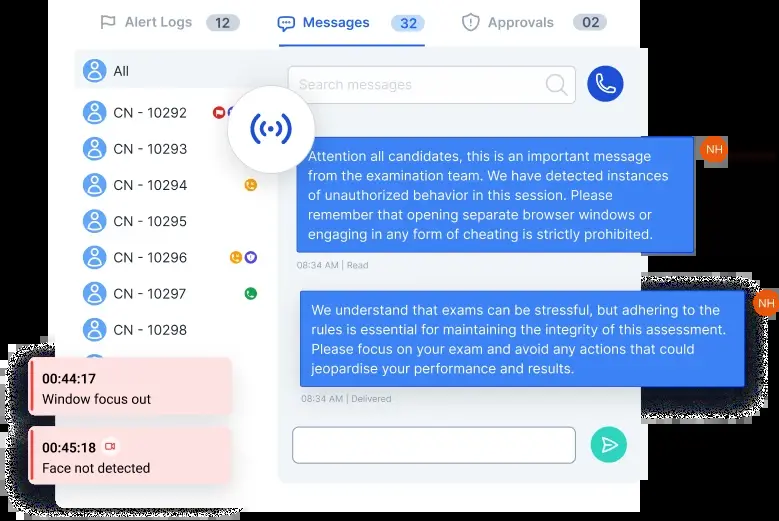 Alert Logs 12 Messages 32 Approvals 02
All
Search messages
CN - 10292
CN - 10293
CN - 10294
CN - 10295
CN - 10296
CN - 10297
CN - 10298
Attention all candidates, this is an important message
from the examination team. We have detected instances
of unauthorized behavior in this session. Please
remember that opening separate browser windows or
engaging in any form of cheating is strictly prohibited.
NH
08:34 AM | Read
We understand that exams can be stressful, but adhering to the
rules is essential for maintaining the integrity of this assessment.
Please focus on your exam and avoid any actions that could
jeopardise your performance and results.
NH
08:34 AM | Delivered
00:44:17
Window focus out
00:45:18
Face not detected